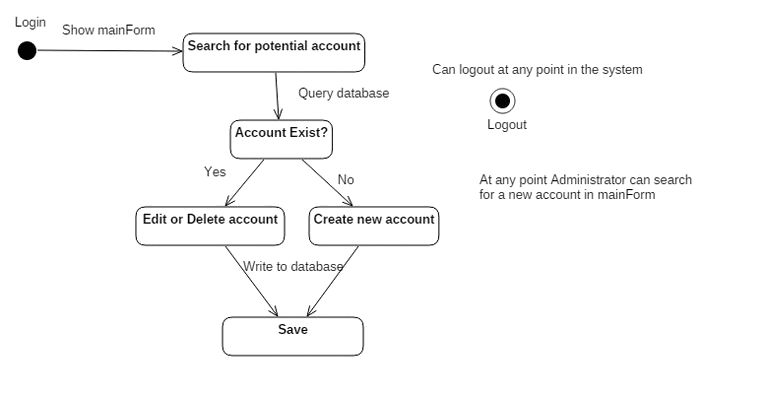 Login
Show mainForm
Search for potential account
Can logout at any point in the system
Query database
Logout
Account Exist?
Yes
No
At any point Administrator can search
for a new account in mainForm
Edit or Delete account
Create new account
Write to database
Save